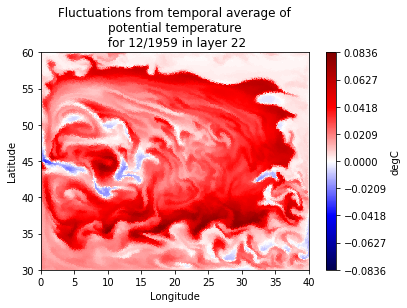 Fluctuations from temporal average of
potential temperature
for 12/1959 in layer 22
60
55
50
45
40
35
30
Latitude
0 5 10 15 20 25 30 35 40
Longitude
0.0836
0.0627
0.0418
0.0209
0.0000
−0.0209
−0.0418
−0.0627
−0.0836
degC